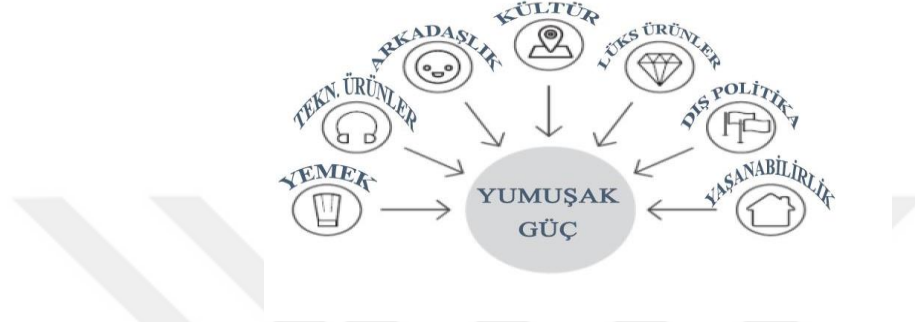 YEMEK
TEKN. ÜRÜNLER
ARKADAŞLIK
KÜLTÜR
LÜKS ÜRÜNLER
DIŞ POLİTİKA
YAŞANABİLİRLİK
YUMUŞAK
GÜÇ